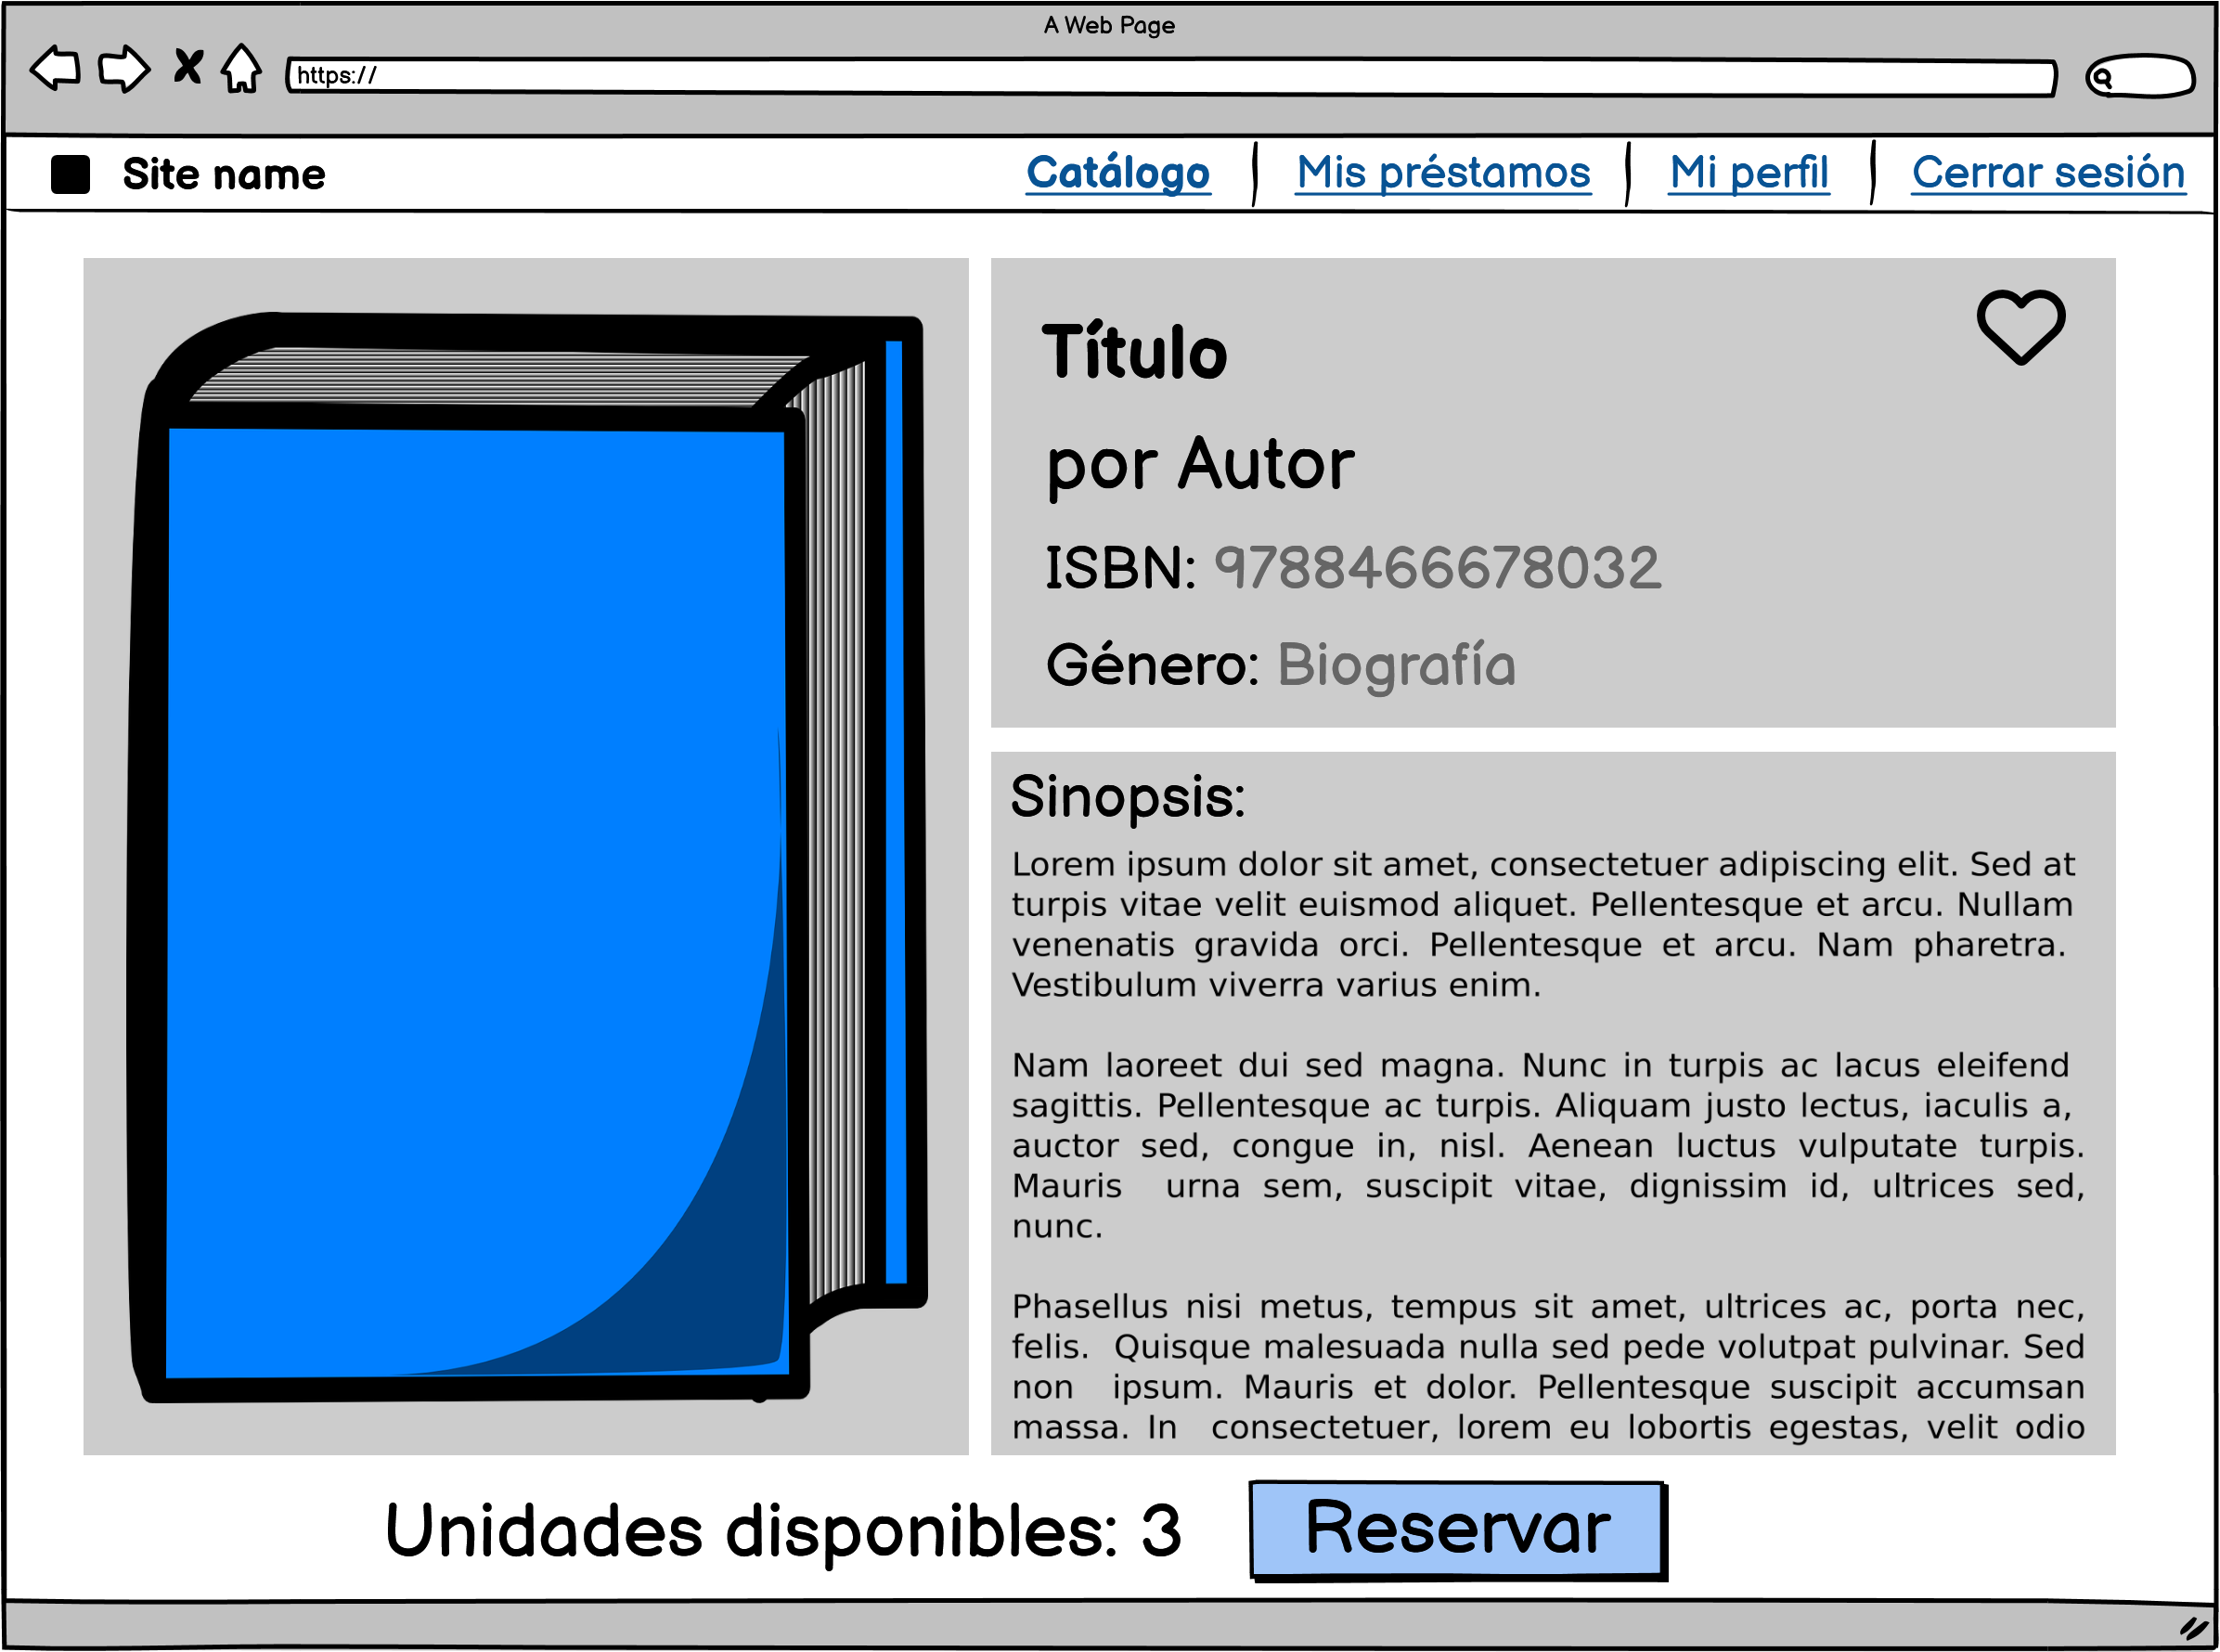 A Web Page
https://
Site name
Catálogo
Mis préstamos
Mi perfil
Cerrar sesión
Título
por Autor
ISBN: 9788466678032
Género: Biografía
Sinopsis:
Lorem ipsum dolor sit amet, consectetuer adipiscing elit. Sed at
turpis vitae velit euismod aliquet. Pellentesque et arcu. Nullam
venenatis gravida orci. Pellentesque et arcu. Nam pharetra.
Vestibulum viverra varius enim.
Nam laoreet dui sed magna. Nunc in turpis ac lacus eleifend
sagittis. Pellentesque ac turpis. Aliquam justo lectus, iaculis a,
auctor sed, congue in, nisl. Aenean luctus vulputate turpis.
Mauris urna sem, suscipit vitae, dignissim id, ultrices sed,
nunc.
Phasellus nisi metus, tempus sit amet, ultrices ac, porta nec,
felis. Quisque malesuada nulla sed pede volutpat pulvinar. Sed
non ipsum. Mauris et dolor. Pellentesque suscipit accumsan
massa. In consectetuer, lorem eu lobortis egestas, velit odio
Unidades disponibles: 3
Reservar